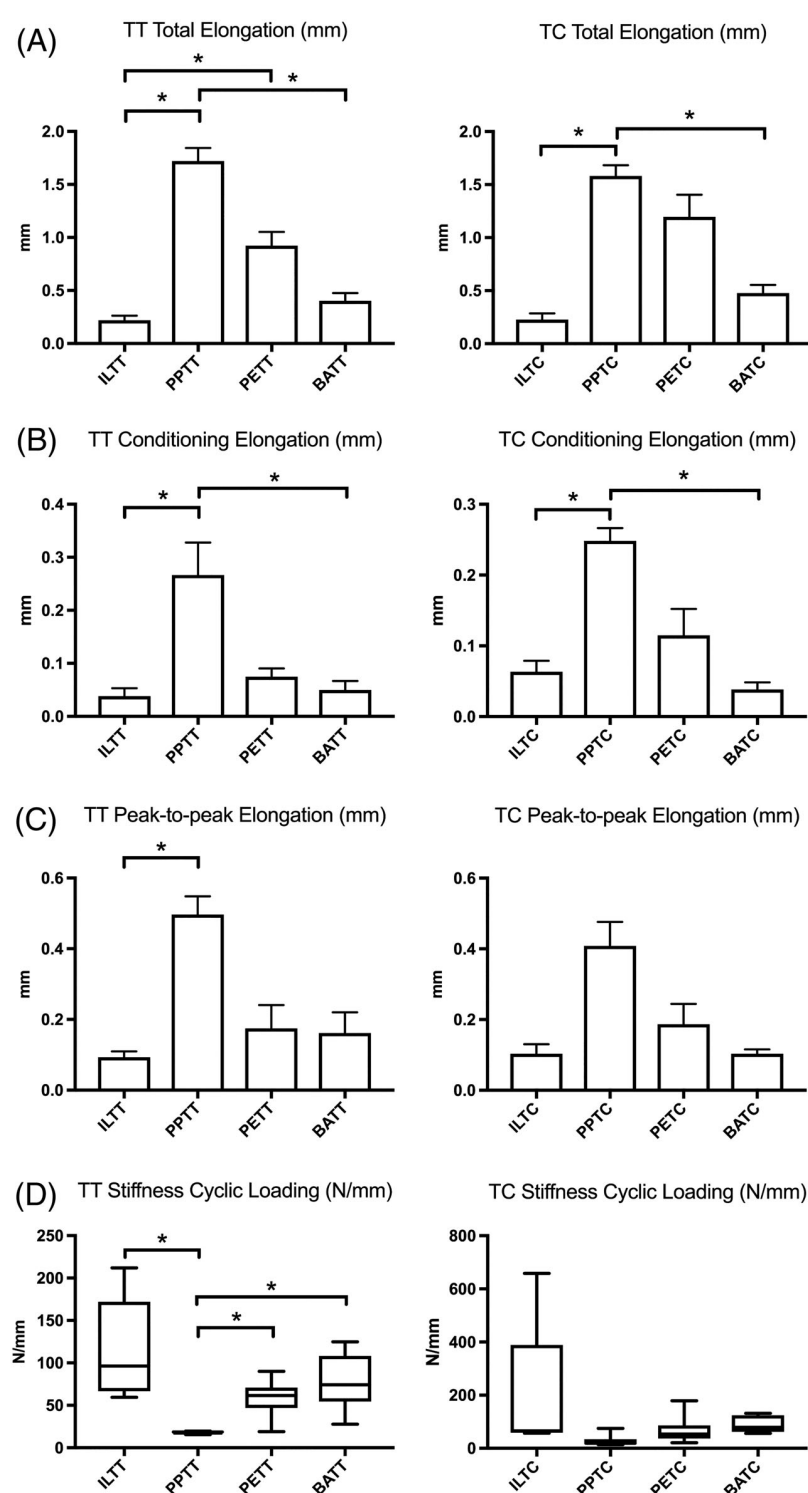 (A)
TT Total Elongation (mm)
TC Total Elongation (mm)
*
*
*
2.0
1.5
1.0
0.5
0.0
mm
ILTT
PPTT
PETT
BATT
*
*
2.0
1.5
1.0
0.5
0.0
mm
ILTC
PPTC
PETC
BATC
(B)
TT Conditioning Elongation (mm)
TC Conditioning Elongation (mm)
*
*
0.4
0.3
0.2
0.1
0.0
mm
ILTT
PPTT
PETT
BATT
*
*
0.3
0.2
0.1
0.0
mm
ILTC
PPTC
PETC
BATC
(C)
TT Peak-to-peak Elongation (mm)
TC Peak-to-peak Elongation (mm)
*
0.6
0.4
0.2
0.0
mm
ILTT
PPTT
PETT
BATT
0.6
0.4
0.2
0.0
mm
ILTC
PPTC
PETC
BATC
(D)
TT Stiffness Cyclic Loading (N/mm)
TC Stiffness Cyclic Loading (N/mm)
*
*
*
250
200
150
100
50
0
N/mm
ILTT
PPTT
PETT
BATT
800
600
400
200
0
N/mm
ILTC
PPTC
PETC
BATC